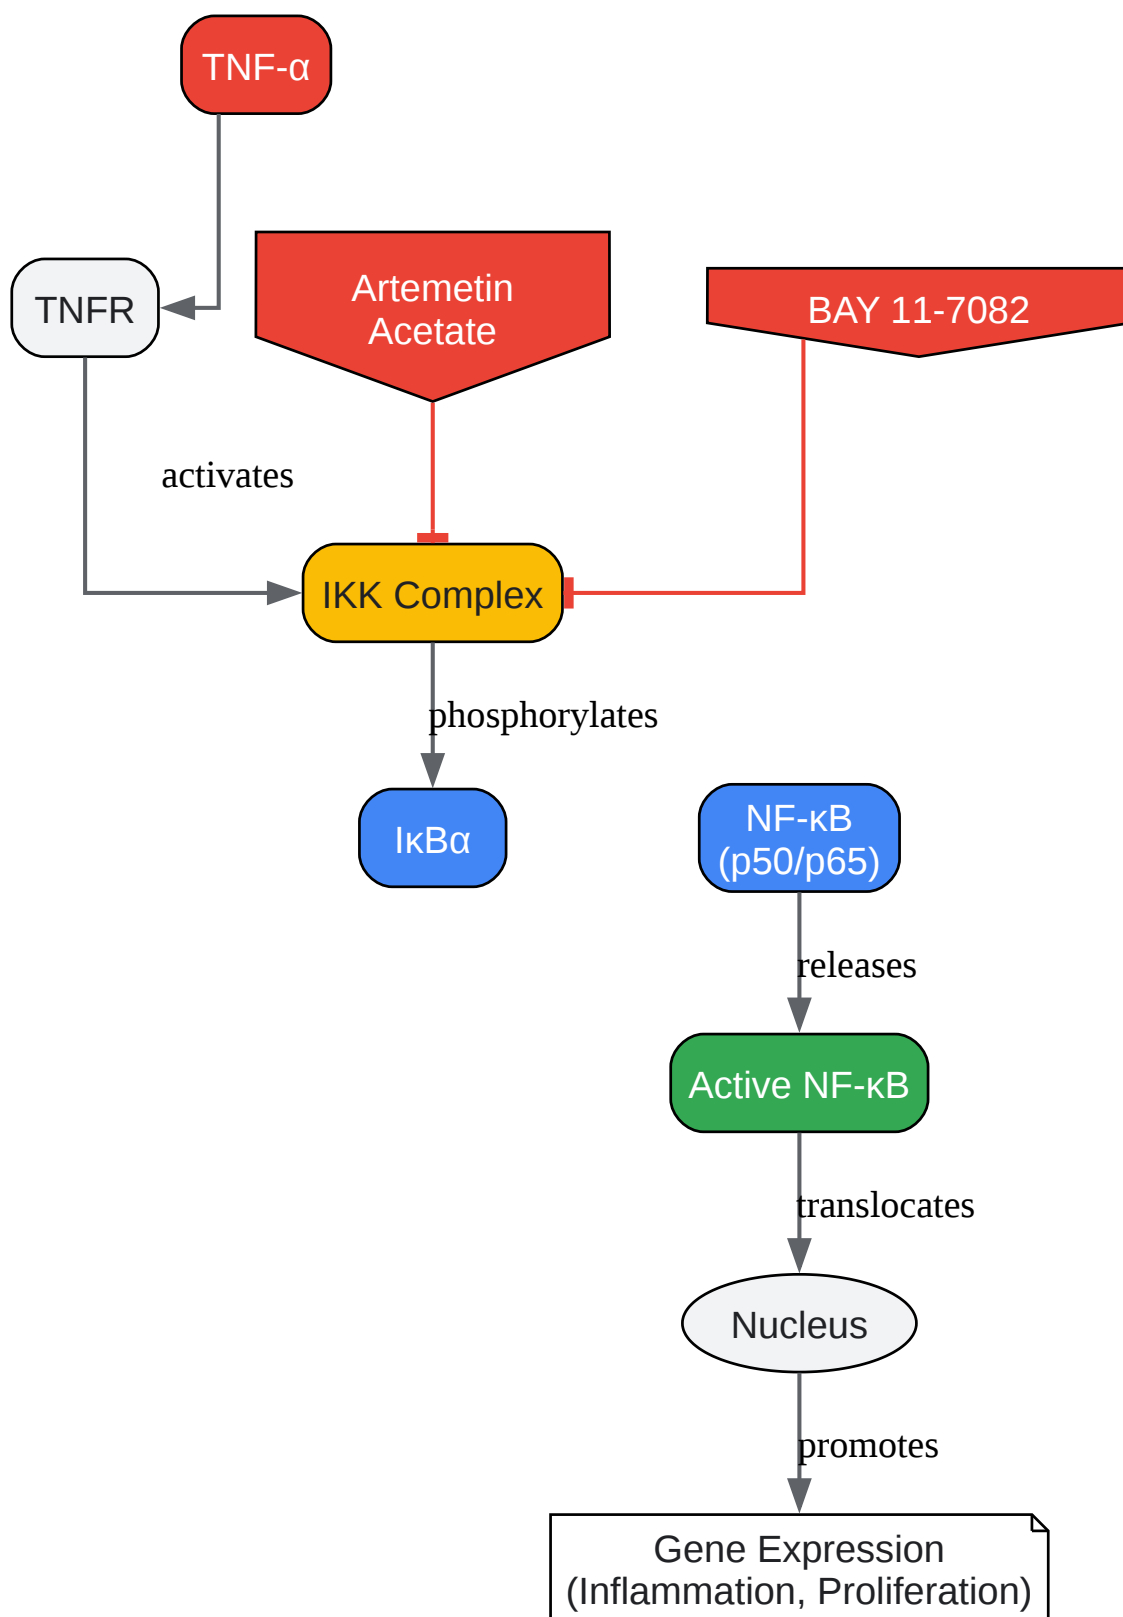 TNF-α
TNFR
Artemetin
Acetate
BAY 11-7082
activates
IKK Complex
phosphorylates
IκBα
NF-κB
(p50/p65)
releases
Active NF-κB
translocates
Nucleus
promotes
Gene Expression
(Inflammation, Proliferation)